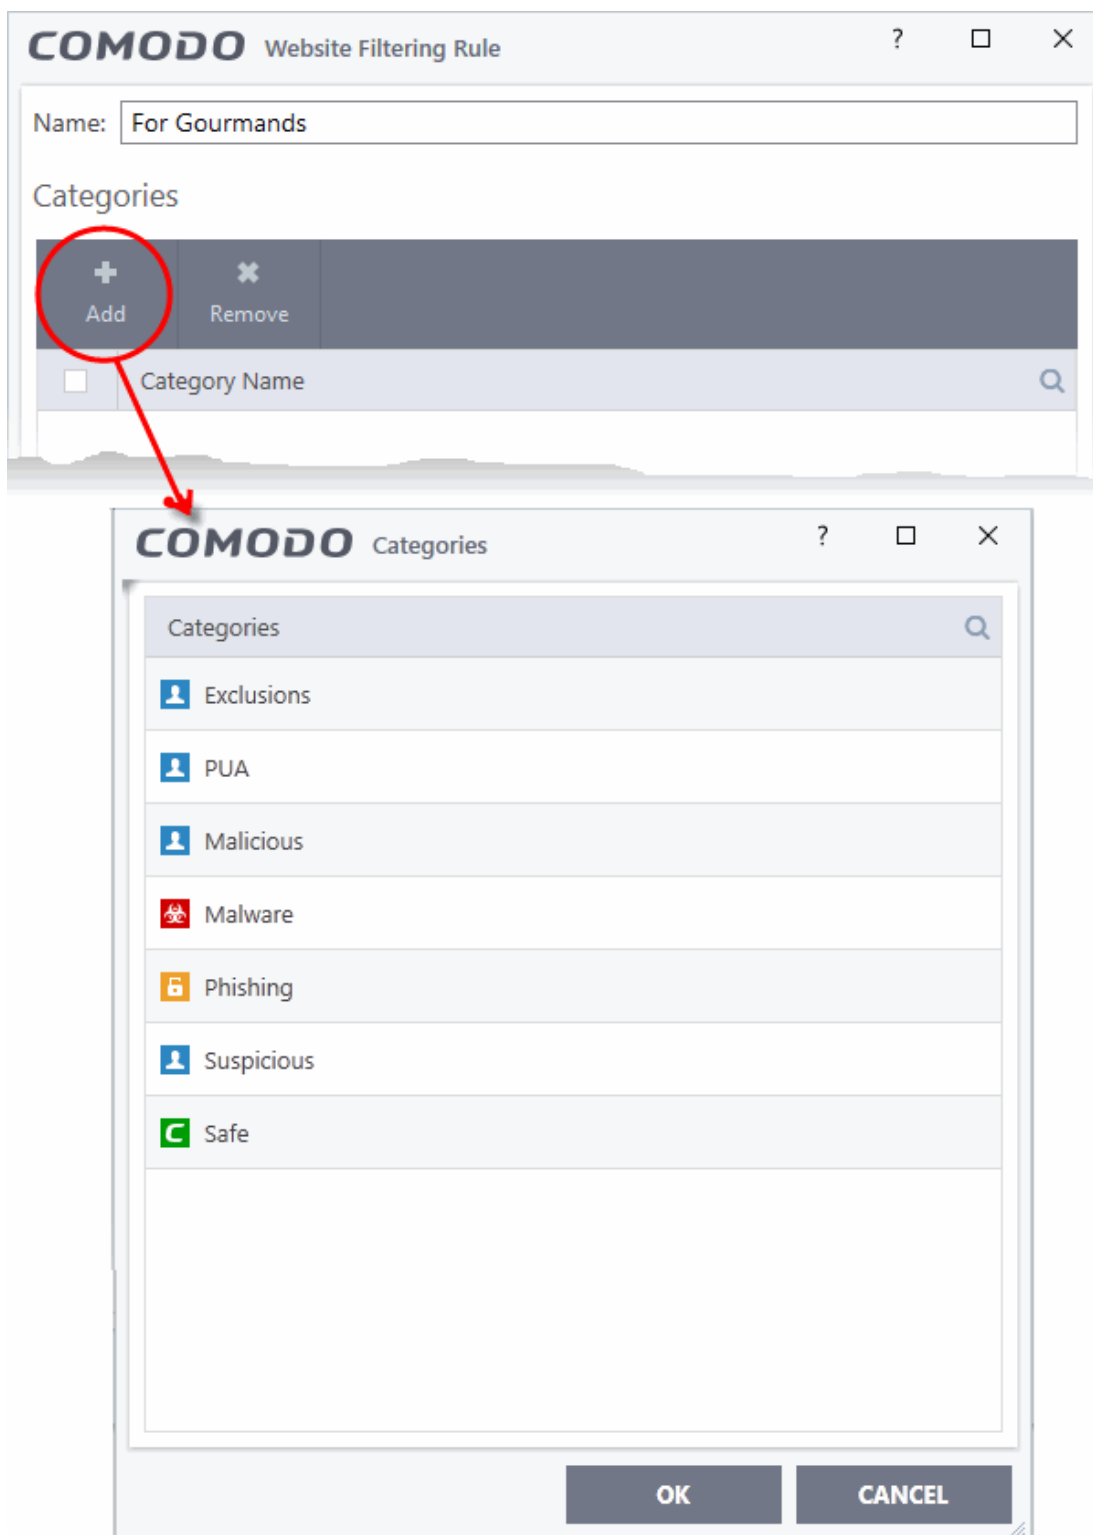 COMODO Website Filtering Rule ?
Name: For Gourmands
Categories
Add Remove
Category Name
COMODO Categories ?
Categories
Exclusions
PUA
Malicious
Malware
Phishing
Suspicious
C Safe
OK CANCEL